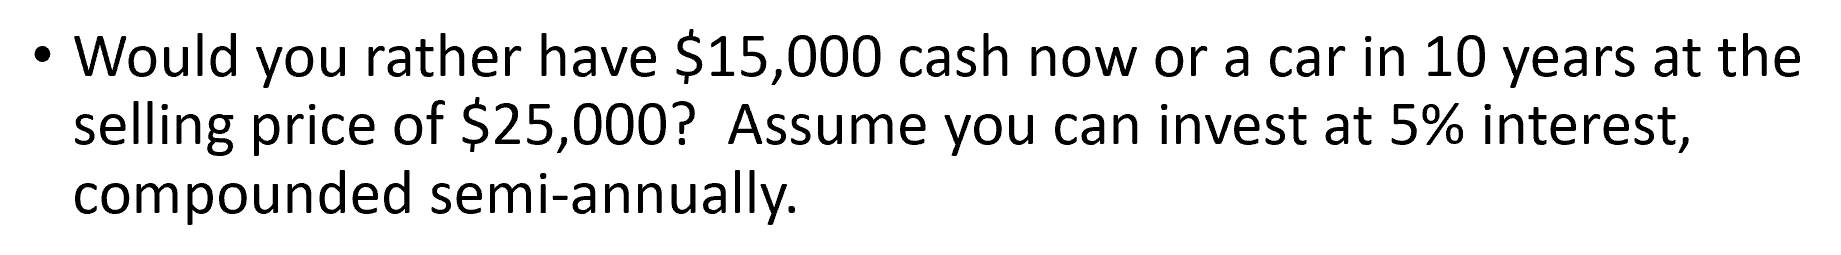 • Would you rather have $15,000 cash now or a car in 10 years at the
selling price of $25,000?  Assume you can invest at 5% interest,
compounded semi-annually.